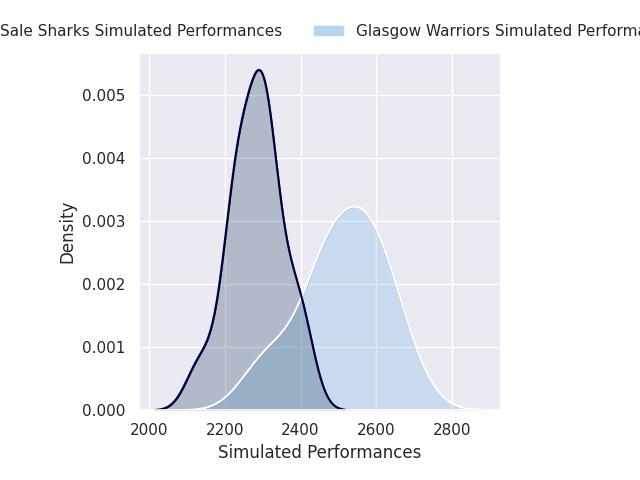 Sale Sharks Simulated Performances
Glasgow Warriors Simulated
Density
0.005
0.004
0.003
0.002
0.001
0.000
2000
2200
2400
2600
2800
Simulated Performances